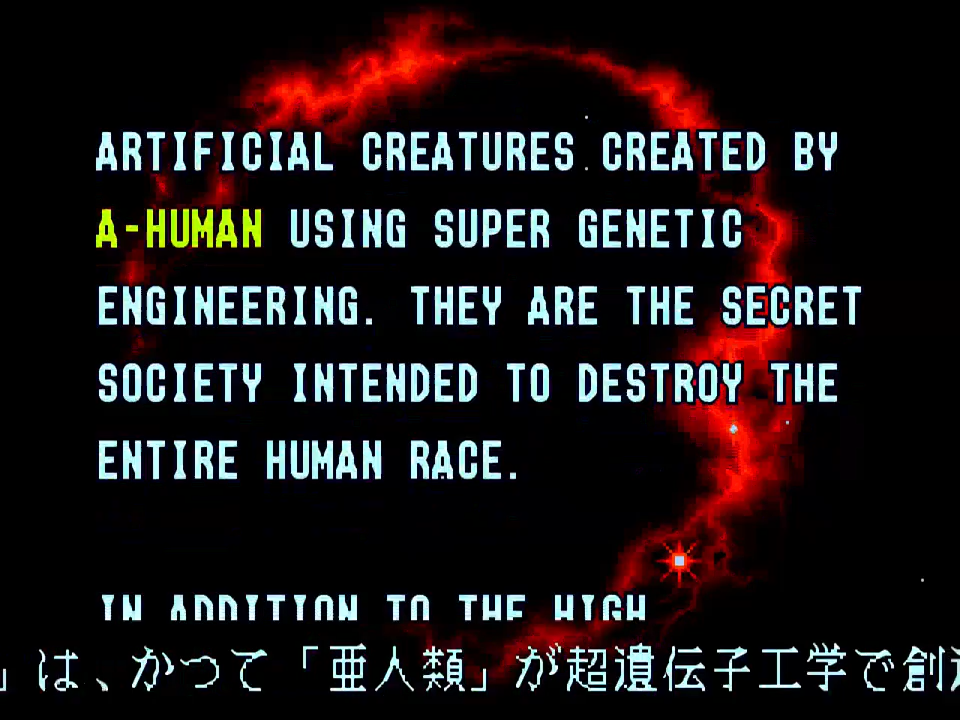 ARTIFICIAL CREATURES CREATED BY
A-HUMAN USING SUPER GENETIC
ENGINEERING. THEY ARE THE SECRET
SOCIETY INTENDED TO DESTROY THE
ENTIRE HUMAN RACE.
IN ADDITION TO THE HIGH
」は、かつて「亜人類」が超遺伝子工学で創造